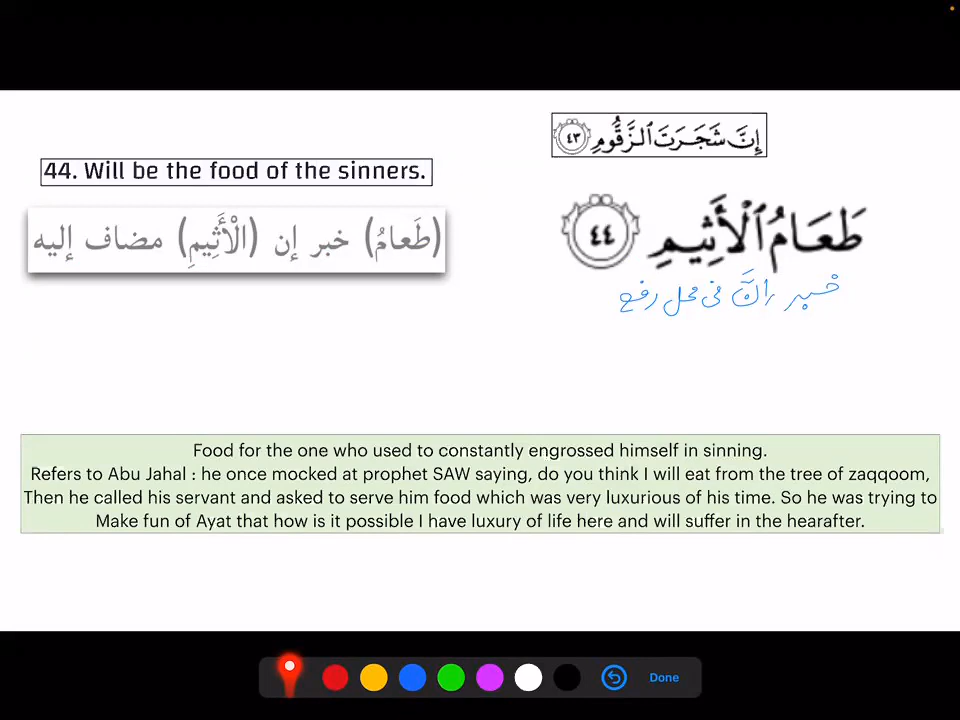 إِنَّ شَجَرَتَ ٱلزَّقُّومِ ٤٣
44. Will be the food of the sinners.
طَعَامُ ٱلْأَثِيمِ ٤٤
(طَعامُ) خبر إن (الْأَثِيمِ) مضاف إليه
خبر إنَّ في محل رفع
Food for the one who used to constantly engrossed himself in sinning.
Refers to Abu Jahal : he once mocked at prophet SAW saying, do you think I will eat from the tree of zaqqoom,
Then he called his servant and asked to serve him food which was very luxurious of his time. So he was trying to
Make fun of Ayat that how is it possible I have luxury of life here and will suffer in the hearafter.
Done